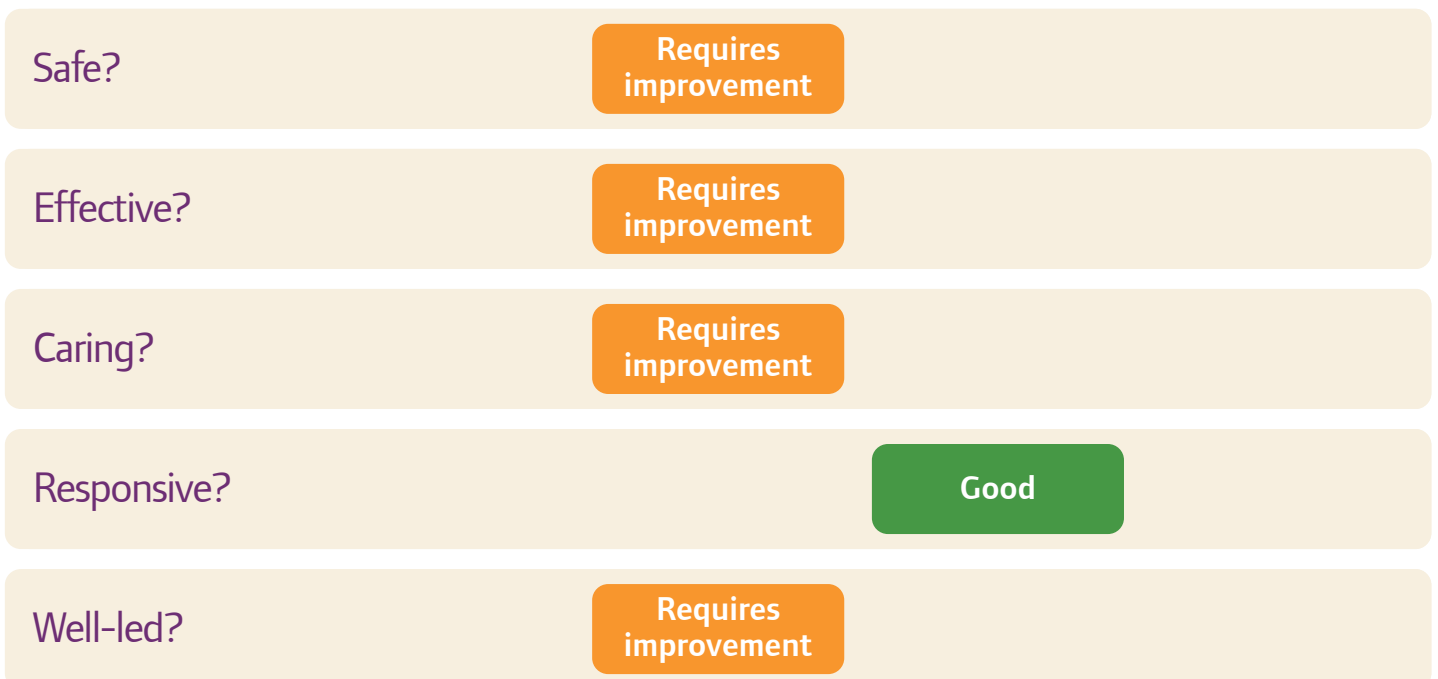 Safe?
Requires
improvement
Effective?
Requires
improvement
Caring?
Requires
improvement
Responsive?
Good
Well-led?
Requires
improvement